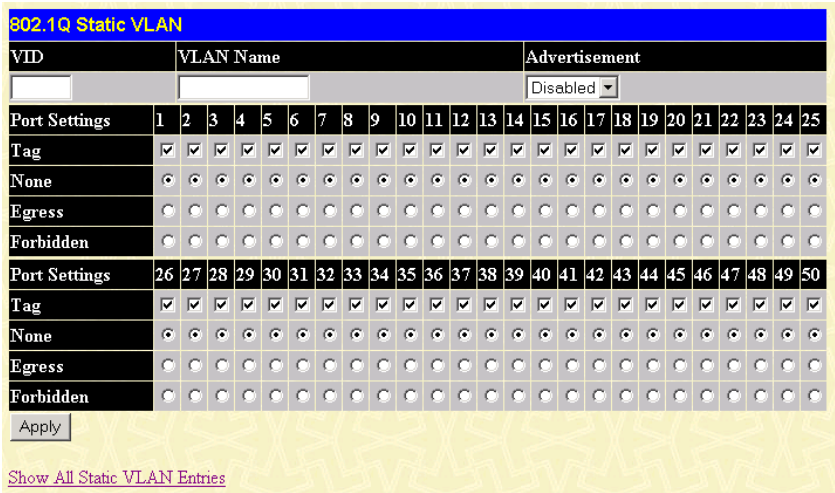 802.1Q Static VLAN
VID VLAN Name Advertisement
Disabled
Port Settings 1 2 3 4 5 6 7 8 9 10 11 12 13 14 15 16 17 18 19 20 21 22 23 24 25
Tag
None
Egress
Forbidden
Port Settings 26 27 28 29 30 31 32 33 34 35 36 37 38 39 40 41 42 43 44 45 46 47 48 49 50
Tag
None
Egress
Forbidden
Apply
Show All Static VLAN Entries